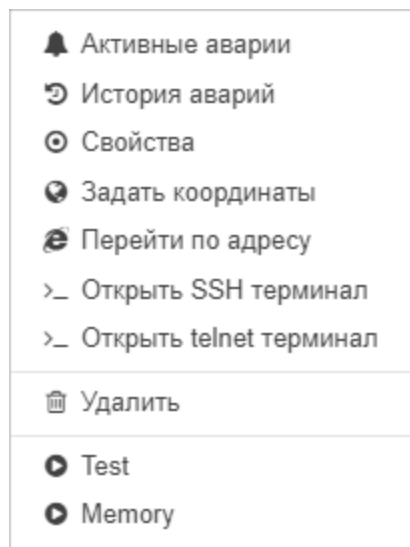 Активные аварии
История аварий
Свойства
Задать координаты
Перейти по адресу
>_ Открыть SSH терминал
>_ Открыть telnet терминал
Удалить
Test
Memory